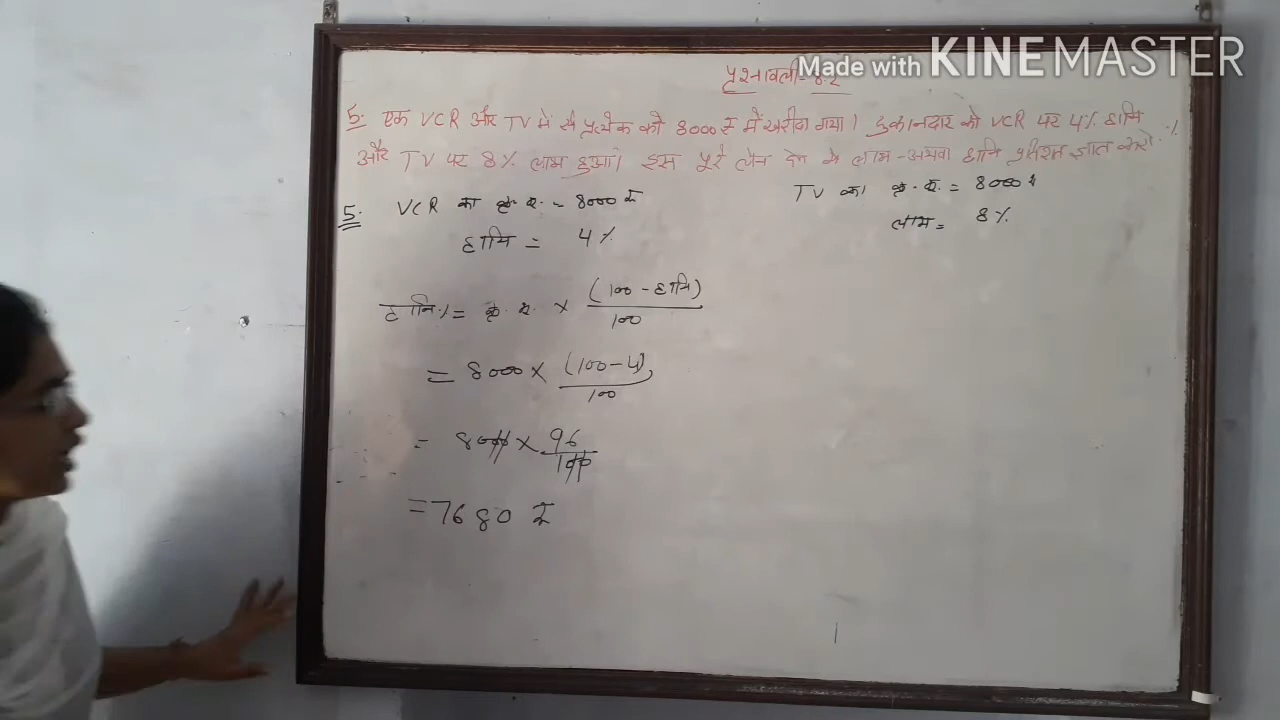 Made with KINEMASTER
प्रश्नावली-8.2
5. एक VCR और TV में से प्रत्येक को 8000 ₹ में खरीदा गया। दुकानदार को VCR पर 4% हानि
और TV पर 8% लाभ हुआ। इस पूरे लेन देन में लाभ-अथवा हानि प्रतिशत ज्ञात करो.
5. VCR का क्र. मू. = 8000 ₹
हानि = 4%
हानि% = क्र. मू. × (100 - हानि)
100
= 8000 × (100-4)
100
= 8000 × 96
100
= 7680 ₹
TV का क्र. मू. = 8000 ₹
लाभ = 8%